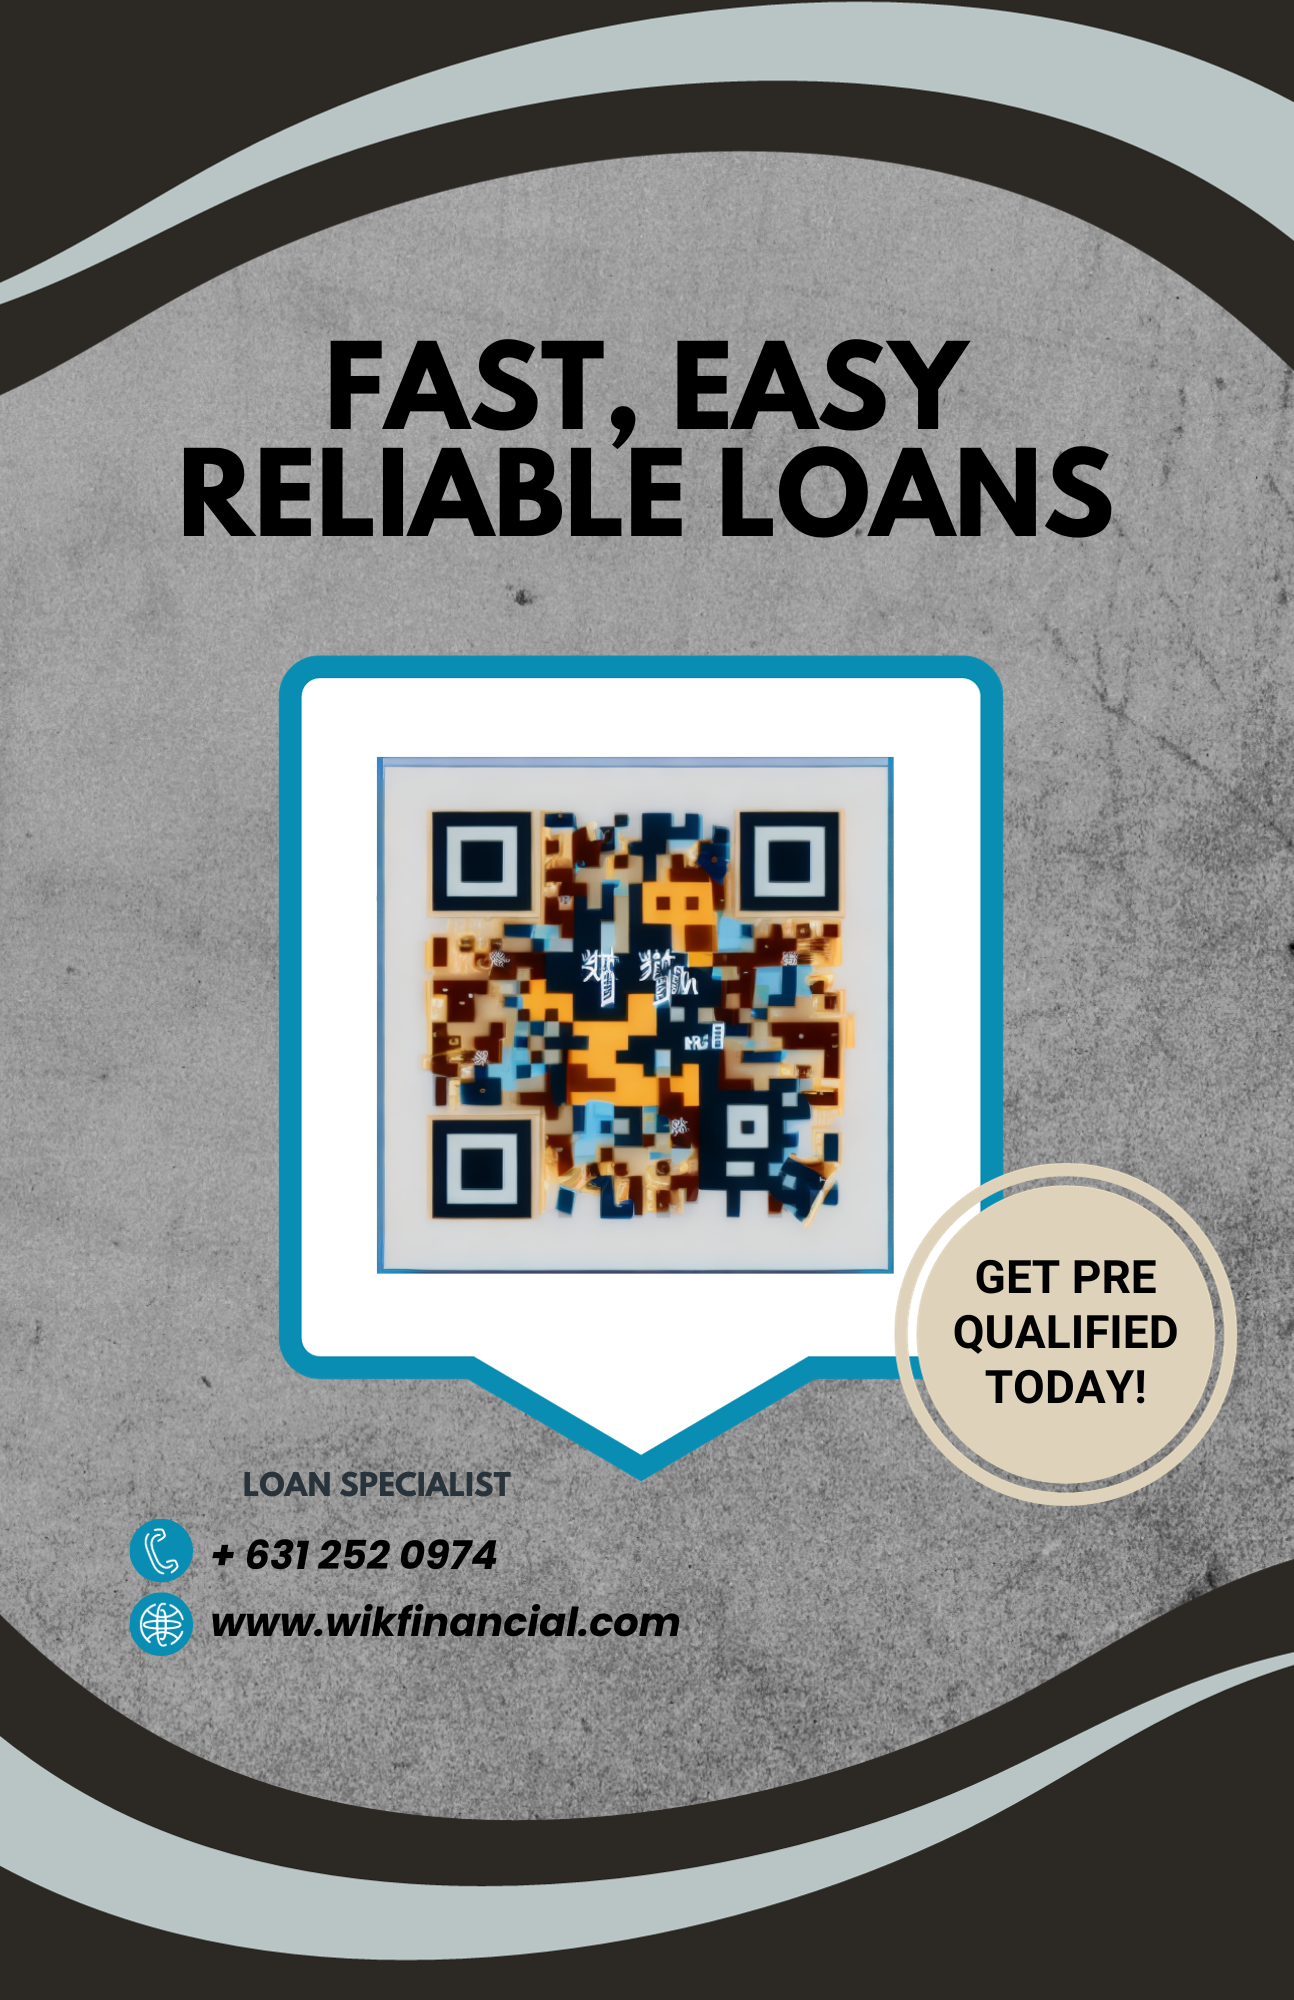 FAST, EASY
RELIABLE LOANS
GET PRE
QUALIFIED
TODAY!
LOAN SPECIALIST
+ 631 252 0974
www.wikfinancial.com